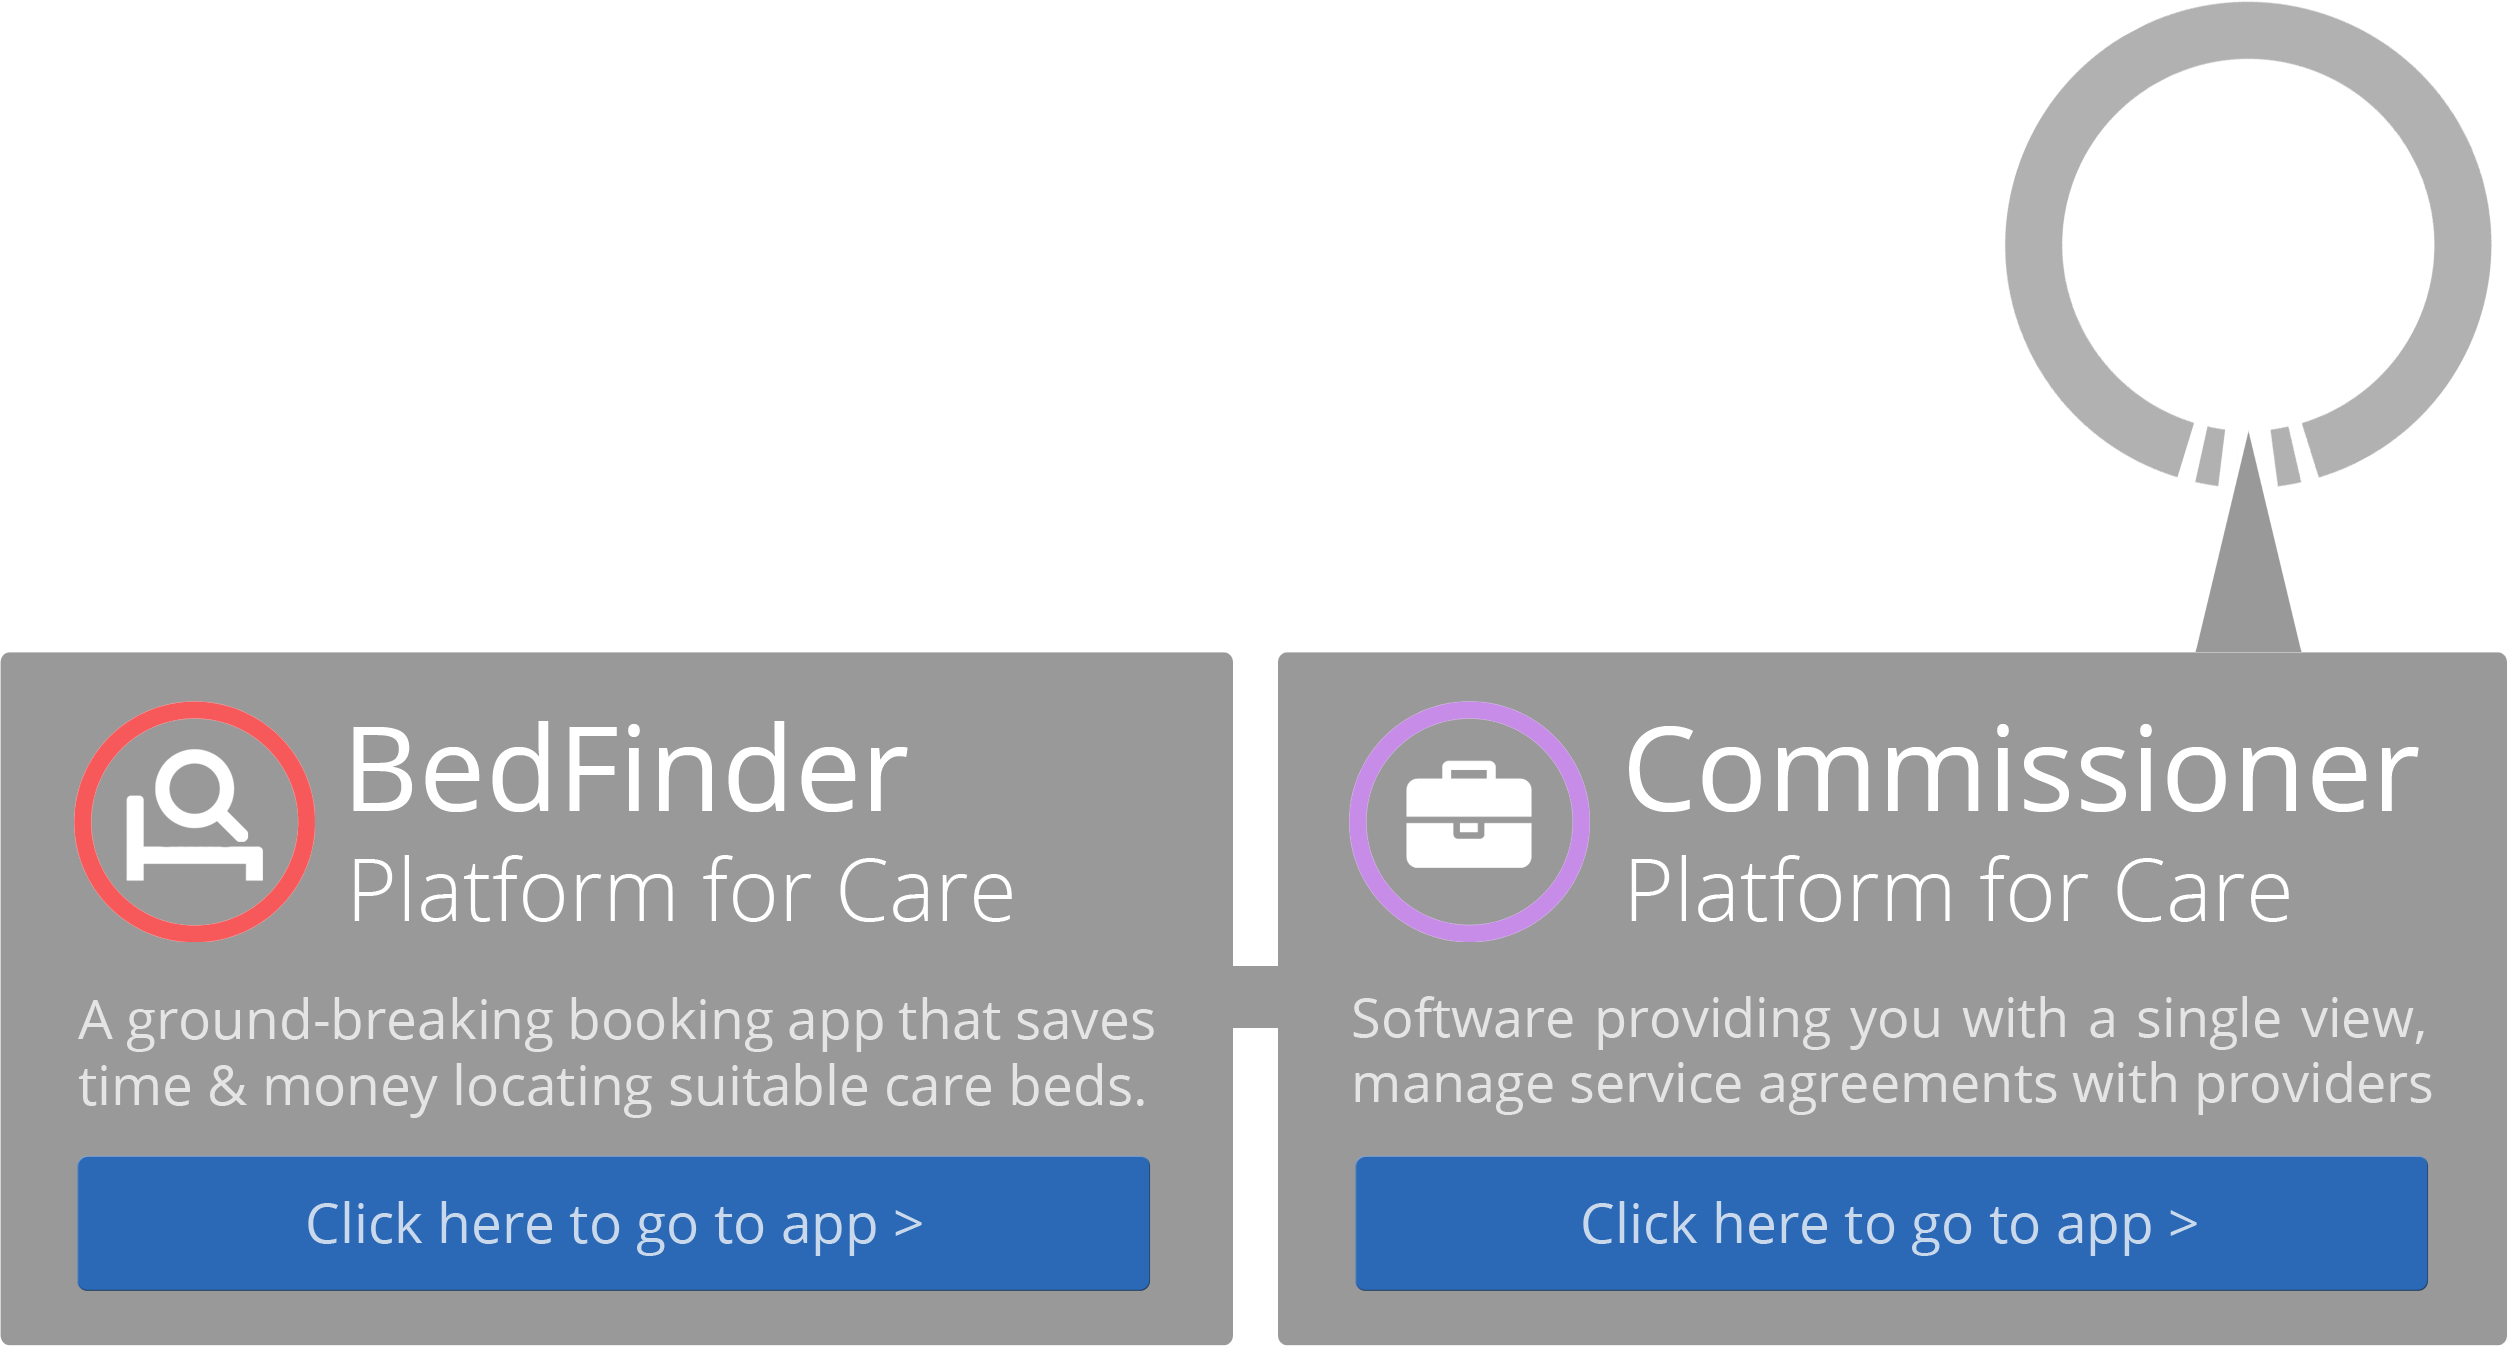 BedFinder
Platform for Care
A ground-breaking booking app that saves
time & money locating suitable care beds.
Click here to go to app >
Commissioner
Platform for Care
Software providing you with a single view,
manage service agreements with providers
Click here to go to app >